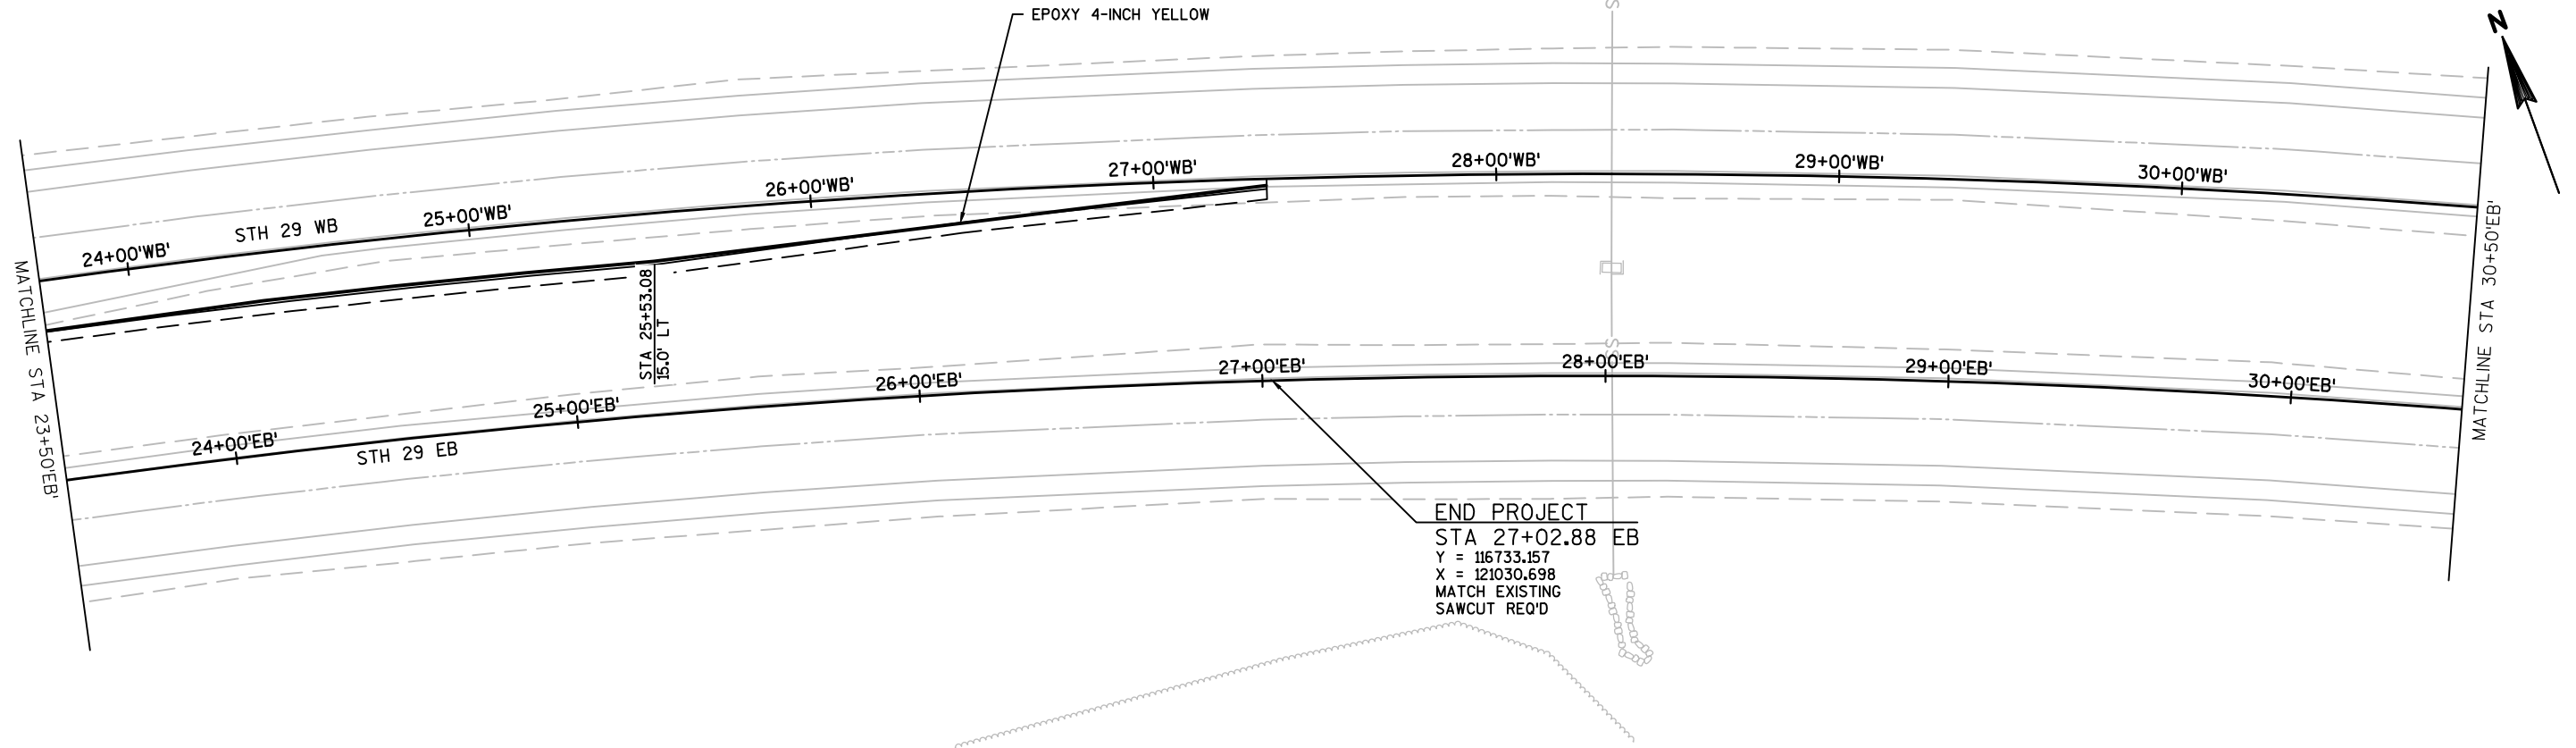 EPOXY 4-INCH YELLOW
S
N
24+00'WB'
25+00'WB'
26+00'WB'
27+00'WB'
28+00'WB'
29+00'WB'
30+00'WB'
STH 29 WB
MATCHLINE STA 23+50'EB'
MATCHLINE STA 30+50'EB'
STA 25+53.08
15.0' LT
S
24+00'EB'
25+00'EB'
26+00'EB'
27+00'EB'
28+00'EB'
29+00'EB'
30+00'EB'
STH 29 EB
END PROJECT
STA 27+02.88 EB
Y = 116733.157
X = 121030.698
MATCH EXISTING
SAWCUT REQ'D